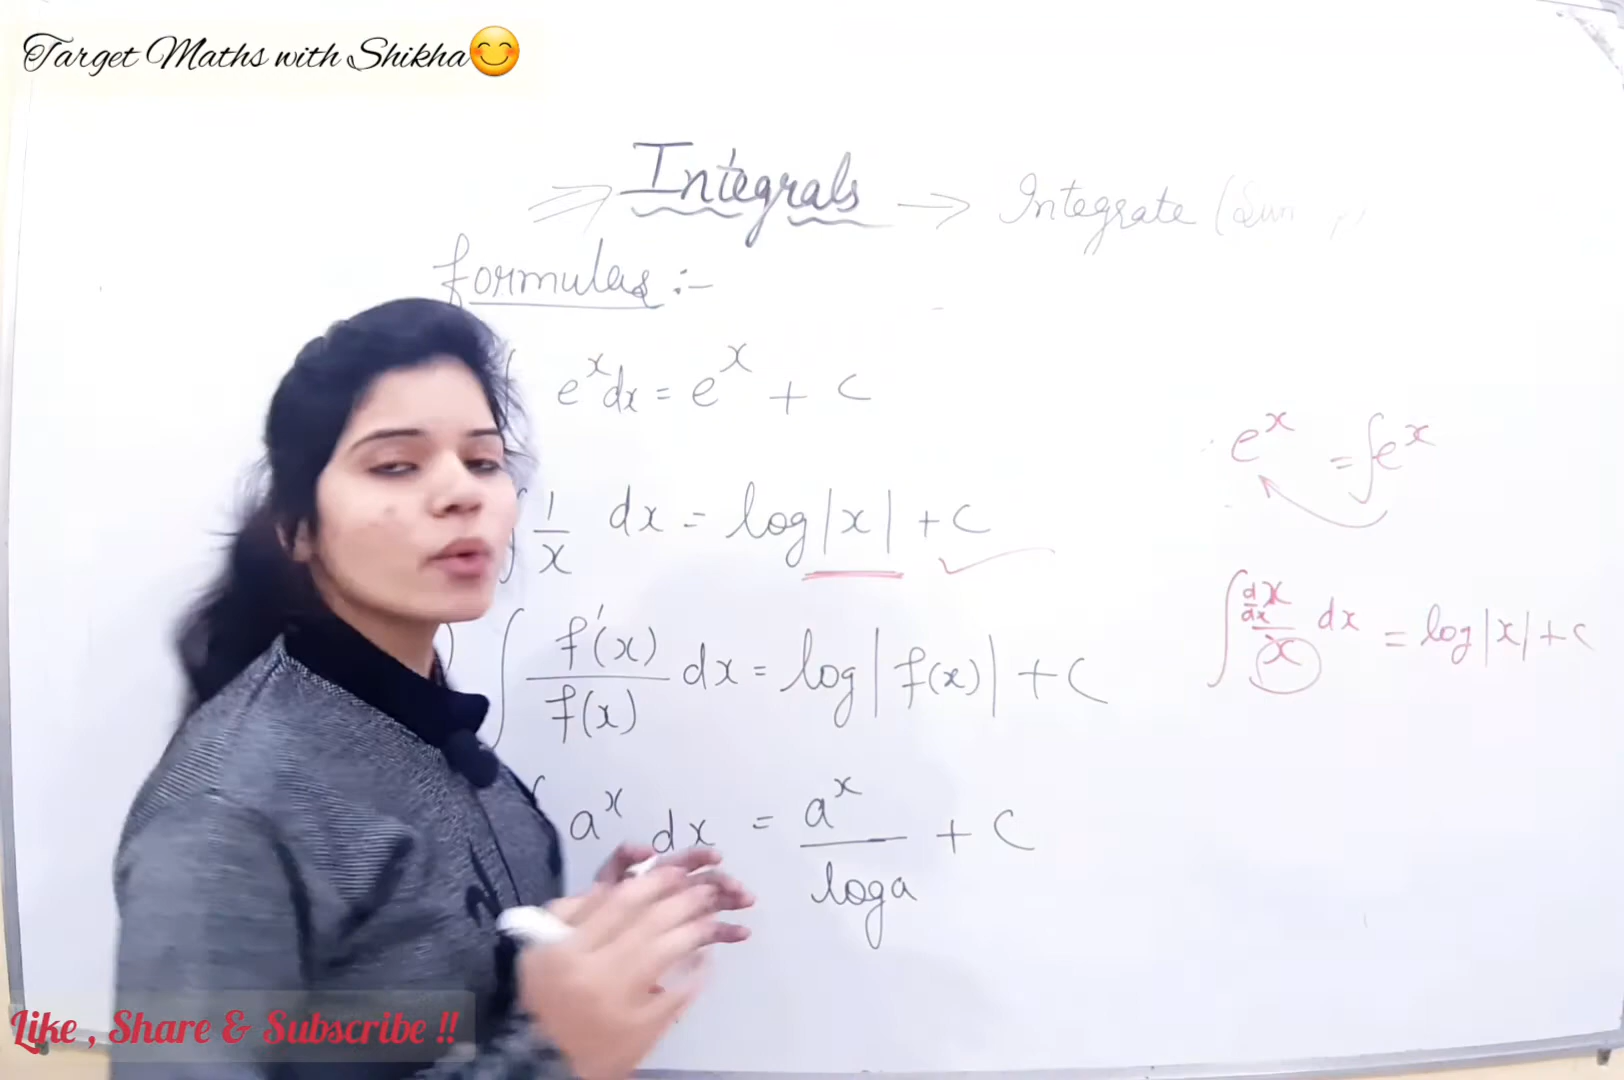 Target Maths with Shikha😊
⇒ Integrals → Integrate (Sum
formulas :-
∫ e^x dx = e^x + C
∫ 1/x dx = log|x| + C
∫ f'(x)/f(x) dx = log|f(x)| + C
∫ a^x dx = a^x/loga + C
e^x = ∫e^x
∫ d/dx x/x dx = log|x| + C
Like , Share & Subscribe !!